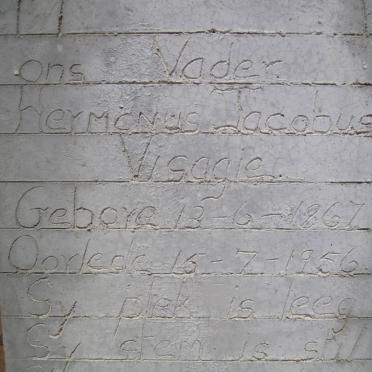 ons Vader
Hermanus Jacobus
Visagie
Gebore 13-6-1867
Oorlede 15-7-1956
Sy plek is leeg
Sy stem is stil